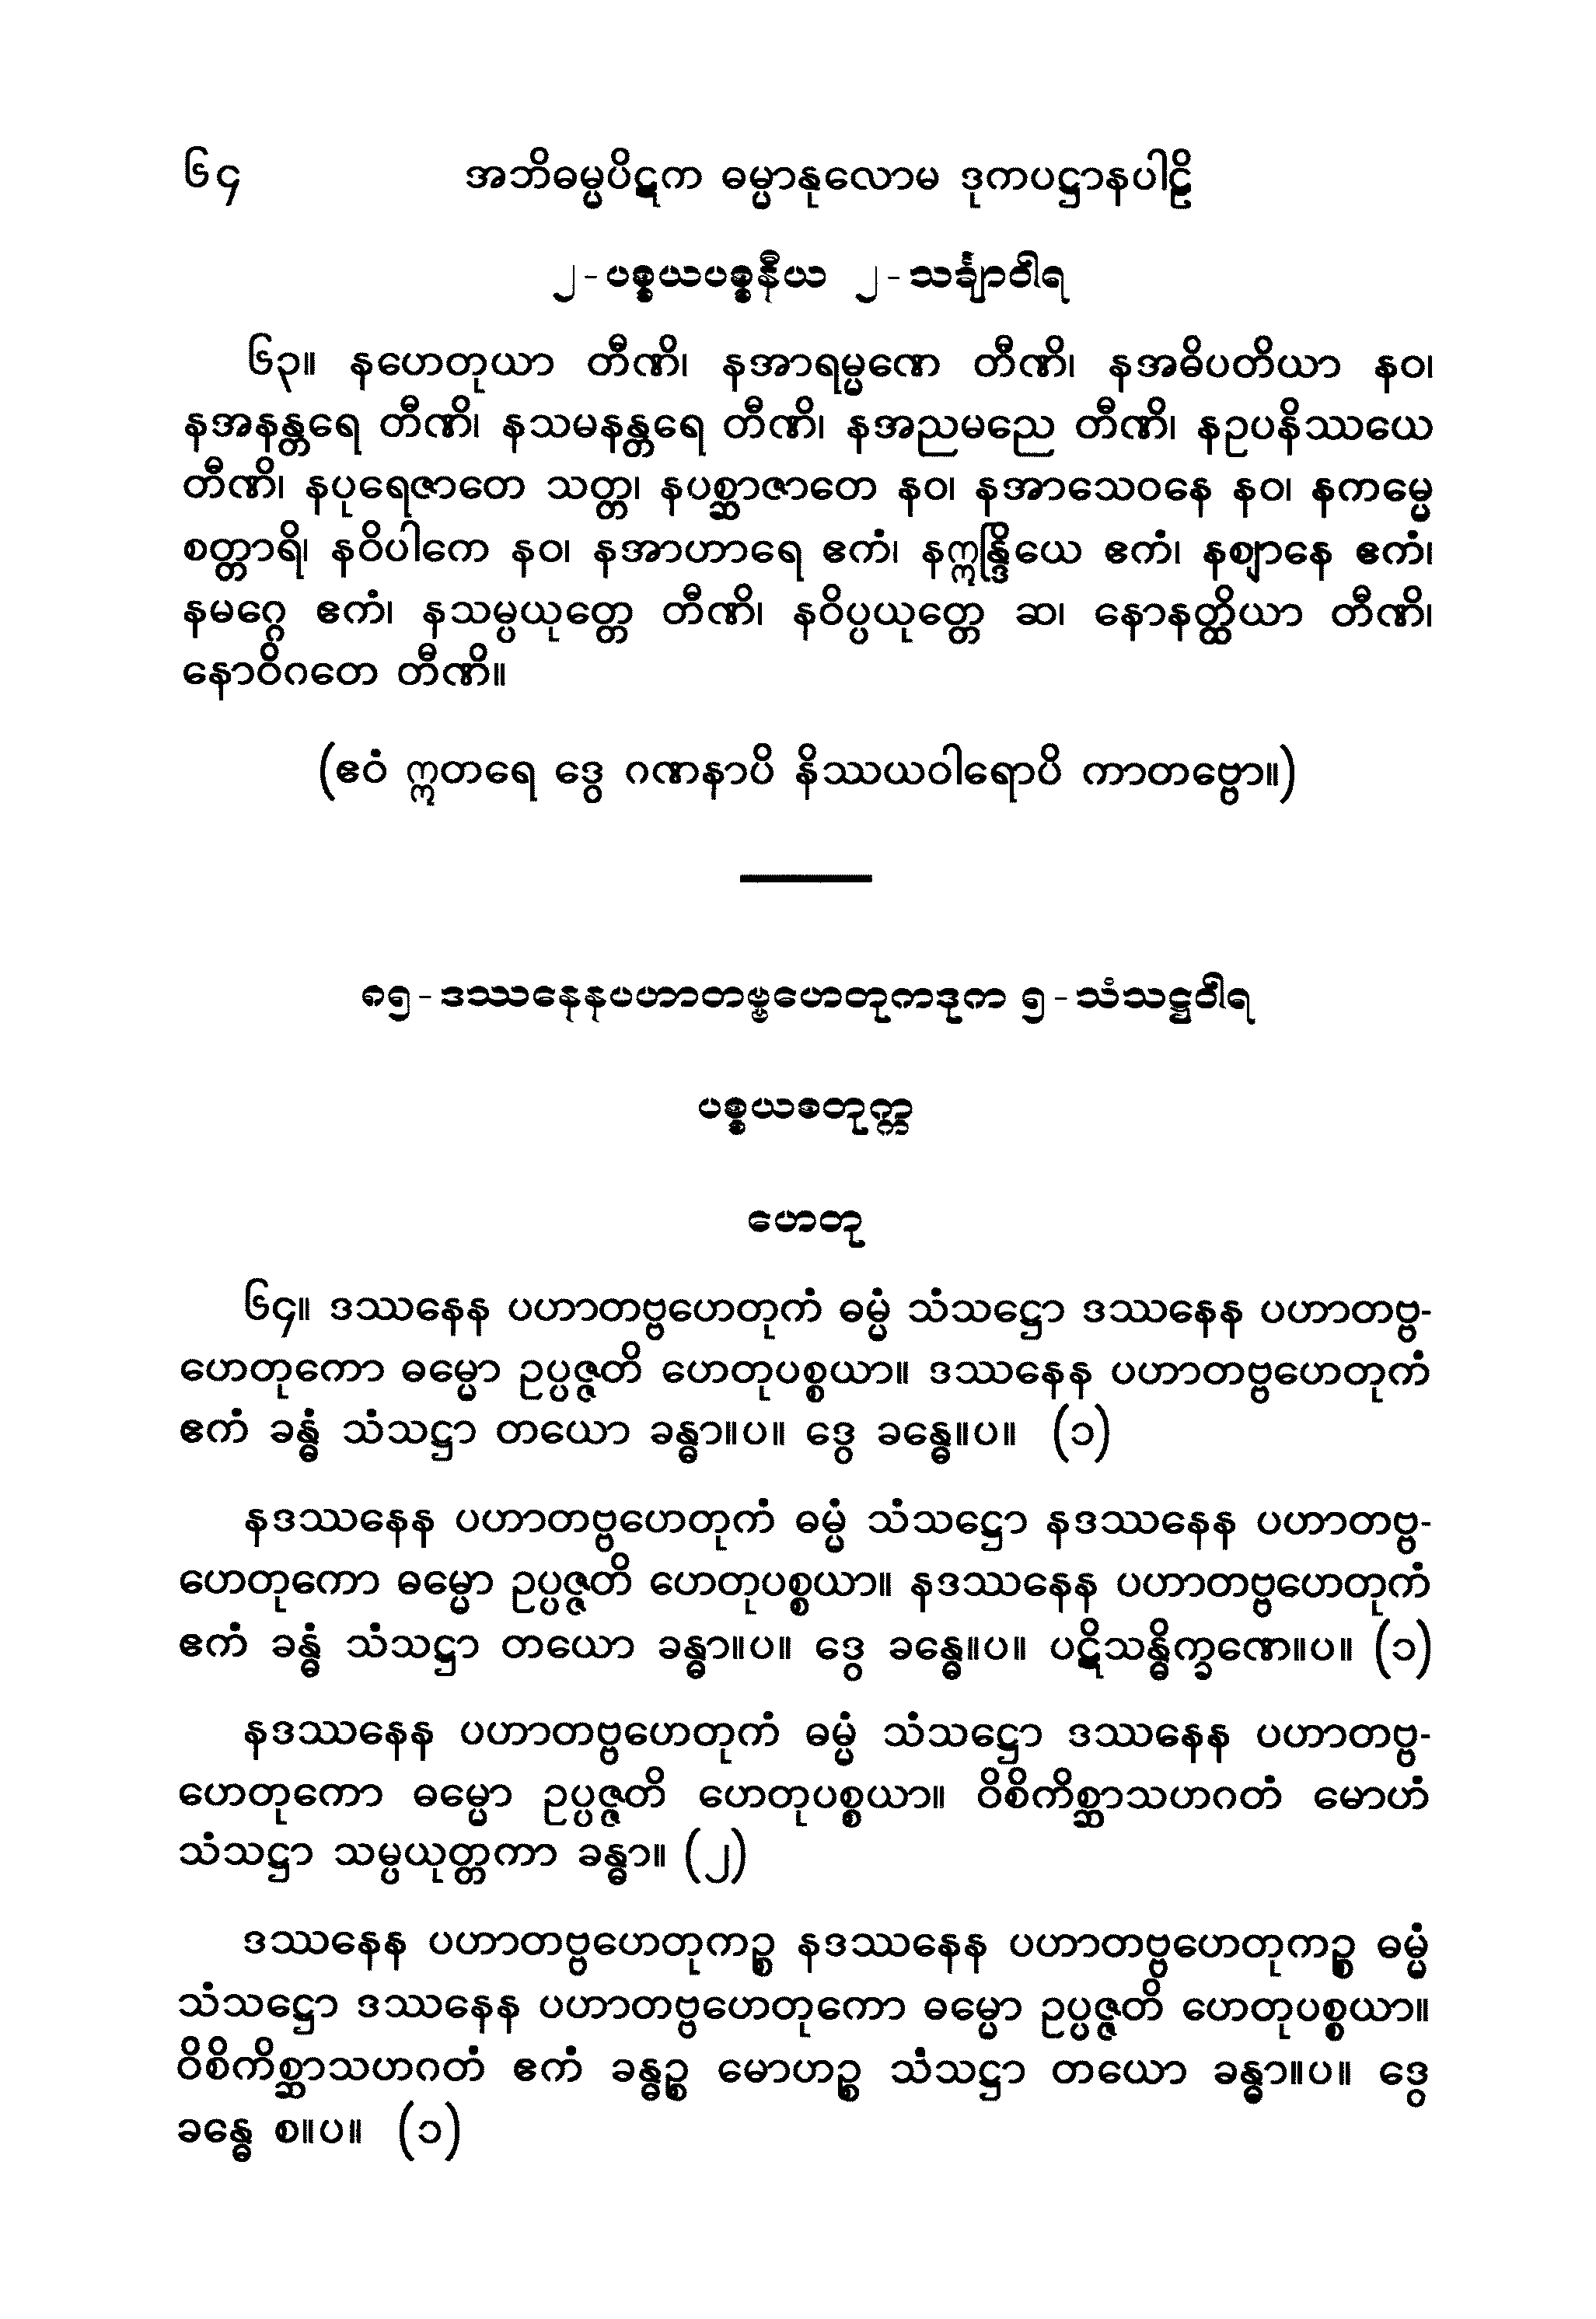 ၆၄ အဘိဓမ္မပိဋက ဓမ္မာနုလောမ ဒုကပဋ္ဌာနပါဠိ
၂-ပစ္စယပစ္စနီယ ၂-သင်္ချာဝါရ
၆၃။ နဟေတုယာ တီဏိ၊ နအာရမ္မဏေ တီဏိ၊ နအဓိပတိယာ နဝ၊
နအနန္တရေ တီဏိ၊ နသမနန္တရေ တီဏိ၊ နအညမညေ တီဏိ၊ နဥပနိဿယေ
တီဏိ၊ နပုရေဇာတေ သတ္တ၊ နပစ္ဆာဇာတေ နဝ၊ နအာသေဝနေ နဝ၊ နကမ္မေ
စတ္တာရိ၊ နဝိပါကေ နဝ၊ နအာဟာရေ ဧကံ၊ နဣန္ဒြိယေ ဧကံ၊ နဈာနေ ဧကံ၊
နမဂ္ဂေ ဧကံ၊ နသမ္ပယုတ္တေ တီဏိ၊ နဝိပ္ပယုတ္တေ ဆ၊ နောနတ္ထိယာ တီဏိ၊
နောဝိဂတေ တီဏိ။
(ဧဝံ ဣတရေ ဒွေ ဂဏနာပိ နိဿယဝါရောပိ ကာတဗ္ဗော။)
၈၅-ဒဿနေနပဟာတဗ္ဗဟေတုကဒုက ၅-သံသဋ္ဌဝါရ
ပစ္စယစတုက္က
ဟေတု
၆၄။ ဒဿနေန ပဟာတဗ္ဗဟေတုကံ ဓမ္မံ သံသဋ္ဌော ဒဿနေန ပဟာတဗ္ဗ-
ဟေတုကော ဓမ္မော ဥပ္ပဇ္ဇတိ ဟေတုပစ္စယာ။ ဒဿနေန ပဟာတဗ္ဗဟေတုကံ
ဧကံ ခန္ဓံ သံသဋ္ဌာ တယော ခန္ဓာ။ပ။ ဒွေ ခန္ဓေ။ပ။ (၁)
နဒဿနေန ပဟာတဗ္ဗဟေတုကံ ဓမ္မံ သံသဋ္ဌော နဒဿနေန ပဟာတဗ္ဗ-
ဟေတုကော ဓမ္မော ဥပ္ပဇ္ဇတိ ဟေတုပစ္စယာ။ နဒဿနေန ပဟာတဗ္ဗဟေတုကံ
ဧကံ ခန္ဓံ သံသဋ္ဌာ တယော ခန္ဓာ။ပ။ ဒွေ ခန္ဓေ။ပ။ ပဋိသန္ဓိက္ခဏေ။ပ။ (၁)
နဒဿနေန ပဟာတဗ္ဗဟေတုကံ ဓမ္မံ သံသဋ္ဌော ဒဿနေန ပဟာတဗ္ဗ-
ဟေတုကော ဓမ္မော ဥပ္ပဇ္ဇတိ ဟေတုပစ္စယာ။ ဝိစိကိစ္ဆာသဟဂတံ မောဟံ
သံသဋ္ဌာ သမ္ပယုတ္တကာ ခန္ဓာ။ (၂)
ဒဿနေန ပဟာတဗ္ဗဟေတုကဉ္စ နဒဿနေန ပဟာတဗ္ဗဟေတုကဉ္စ ဓမ္မံ
သံသဋ္ဌော ဒဿနေန ပဟာတဗ္ဗဟေတုကော ဓမ္မော ဥပ္ပဇ္ဇတိ ဟေတုပစ္စယာ။
ဝိစိကိစ္ဆာသဟဂတံ ဧကံ ခန္ဓဉ္စ မောဟဉ္စ သံသဋ္ဌာ တယော ခန္ဓာ။ပ။ ဒွေ
ခန္ဓေ စ။ပ။ (၁)